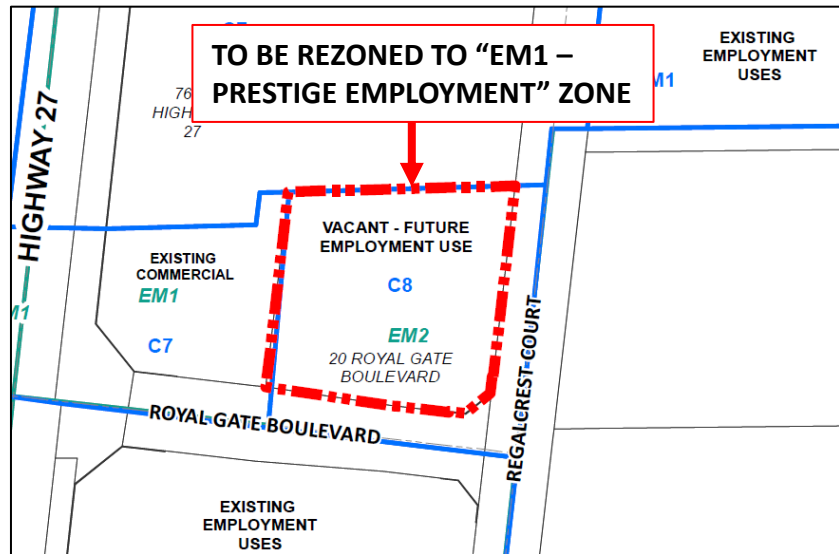 TO BE REZONED TO “EM1 –
PRESTIGE EMPLOYMENT” ZONE
EXISTING
EMPLOYMENT
USES
M1
76
HIGH
27
HIGHWAY 27
VACANT - FUTURE
EMPLOYMENT USE
C8
EM2
20 ROYAL GATE
BOULEVARD
EXISTING
COMMERCIAL
EM1
C7
M1
ROYAL GATE BOULEVARD
REGALCREST COURT
EXISTING
EMPLOYMENT
USES